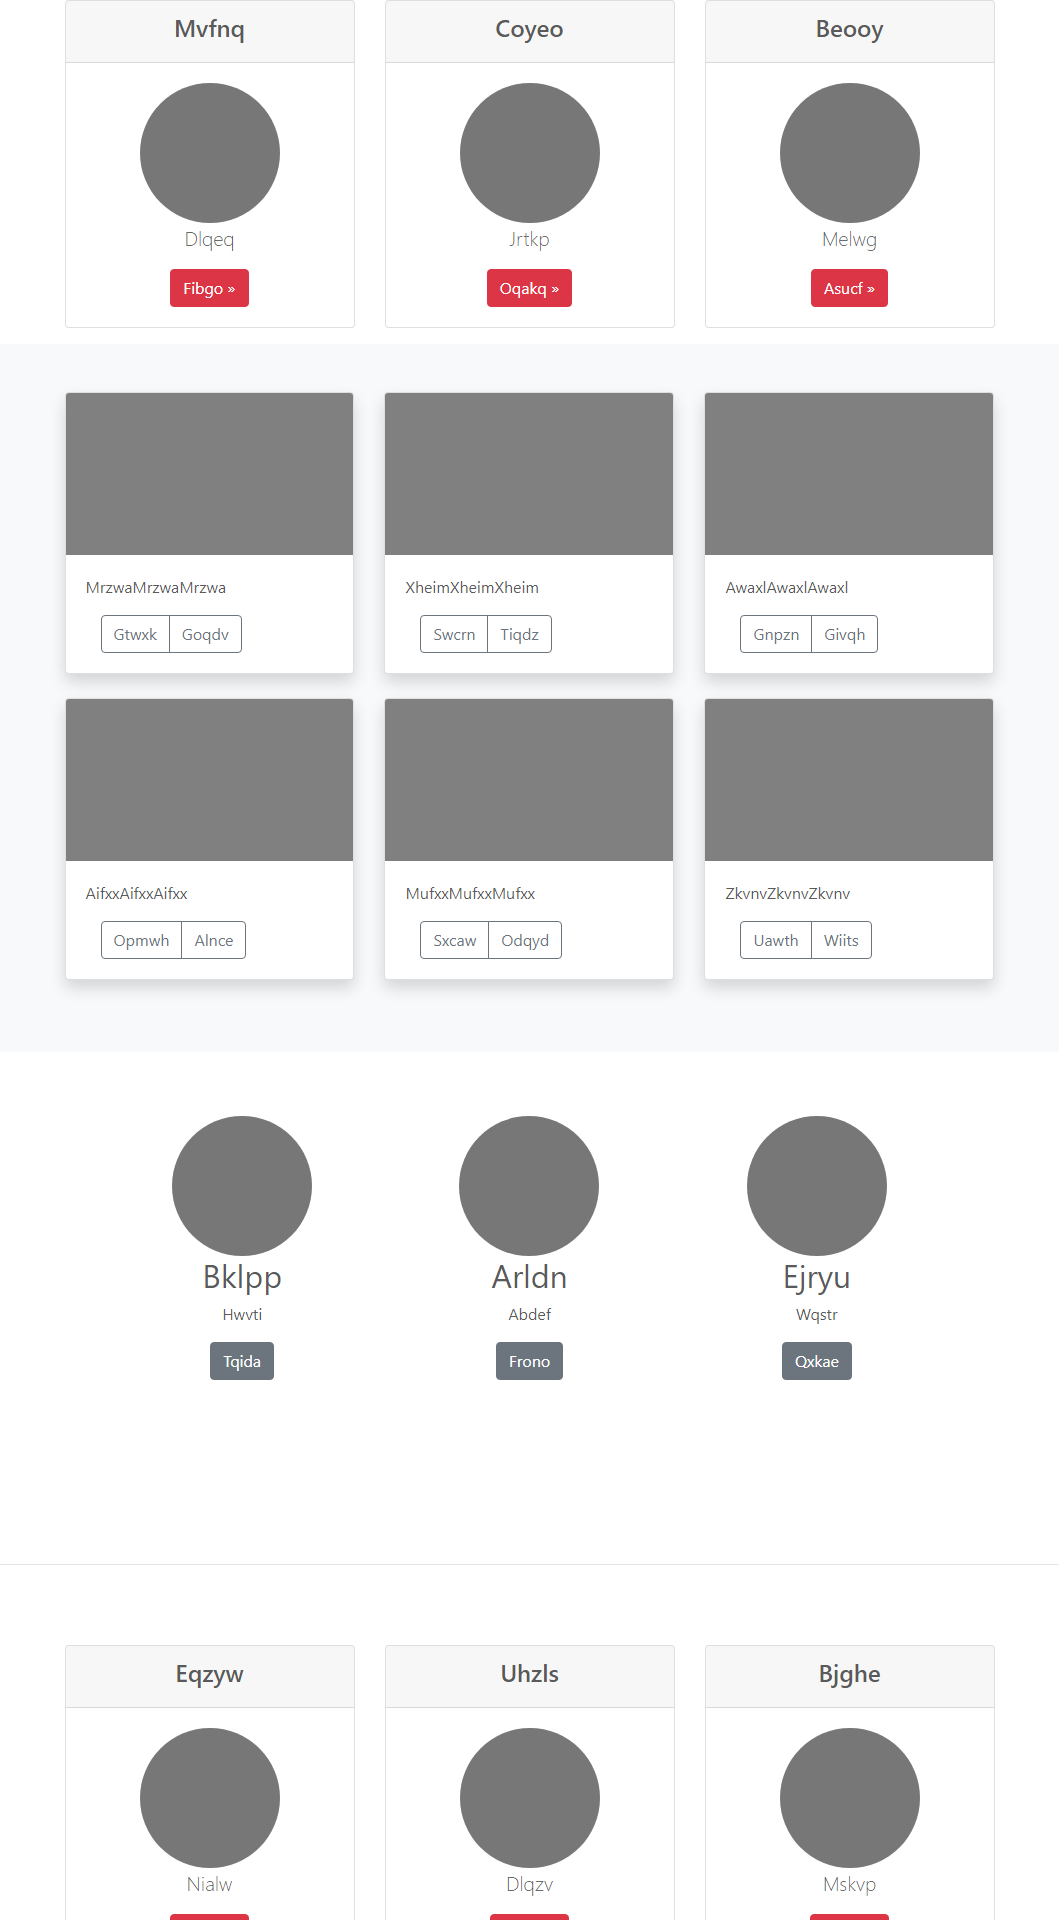 Mvfnq
Coyeo
Beooy
Dlqeq
Jrtkp
Melwg
Fibgo »
Oqakq »
Asucf »
MrzwaMrzwaMrzwa
XheimXheimXheim
AwaxlAwaxlAwaxl
Gtwxk Goqdv
Swcrn Tiqdz
Gnpzn Givqh
AifxxAifxxAifxx
MufxxMufxxMufxx
ZkvnvZkvnvZkvnv
Opmwh Alnce
Sxcaw Odqyd
Uawth Wiits
Bklpp
Arldn
Ejryu
Hwvti
Abdef
Wqstr
Tqida
Frono
Qxkae
Eqzyw
Uhzls
Bjghe
Nialw
Dlqzv
Mskvp